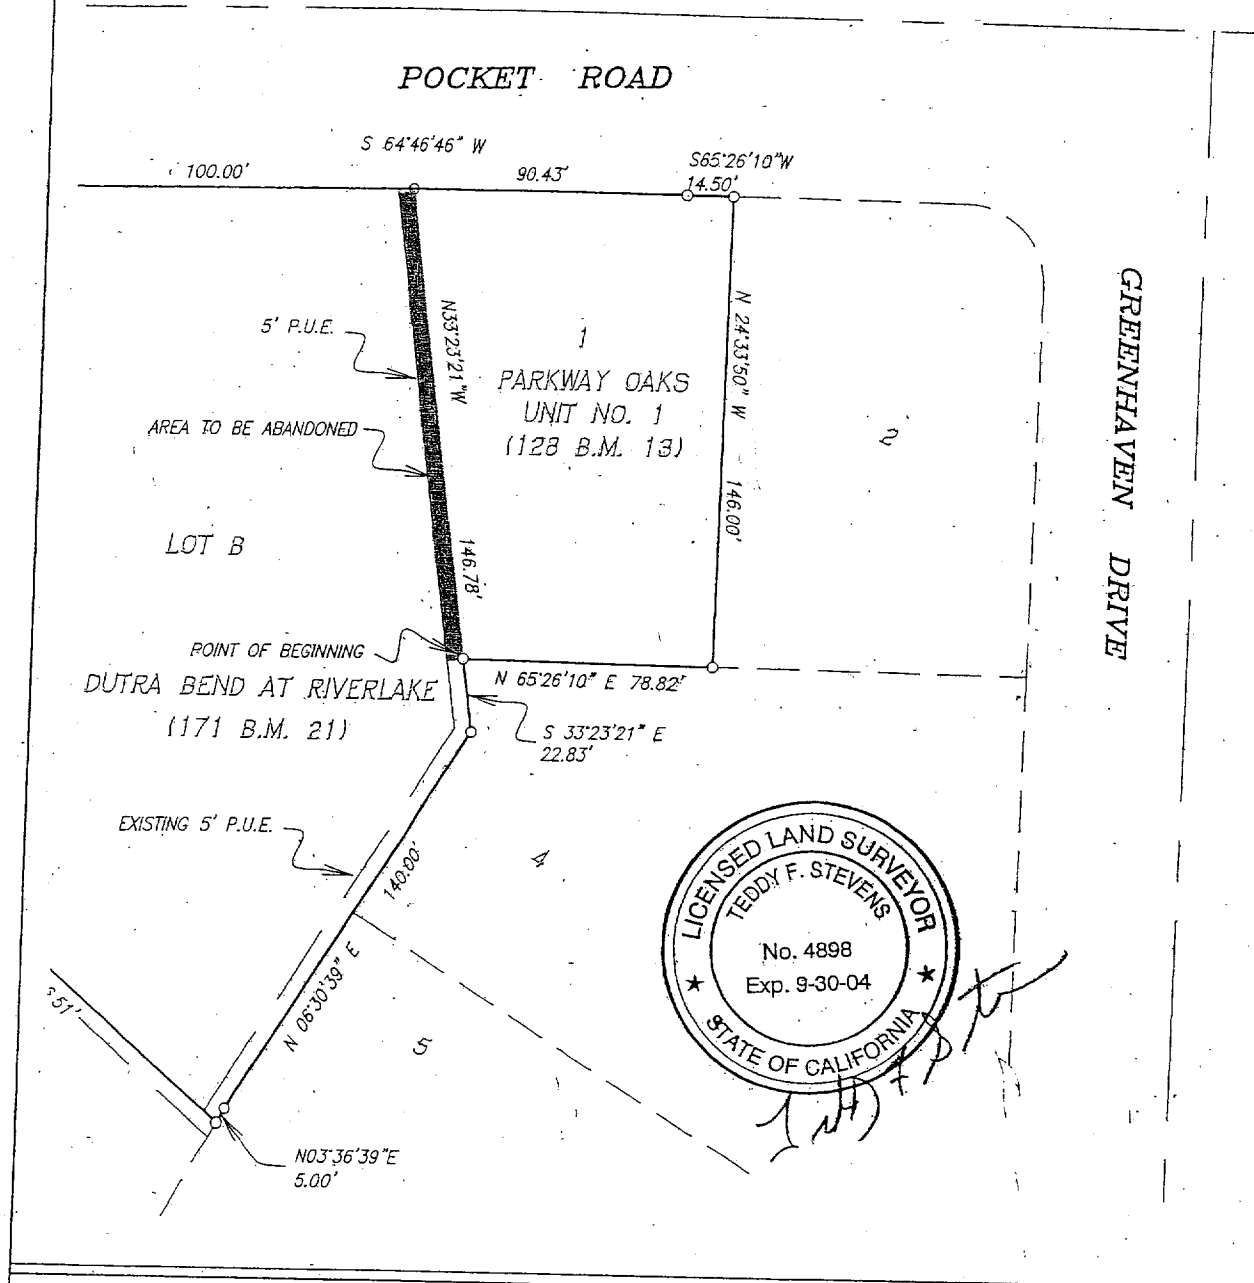 POCKET ROAD
S 64°46'46" W
100.00'
90.43'
S65°26'10"W
14.50'
GREENHAVEN DRIVE
5' P.U.E.
N33°23'21"W
146.78'
1
PARKWAY OAKS
UNIT NO. 1
(128 B.M. 13)
N 24°33'50" W
146.00'
2
AREA TO BE ABANDONED
LOT B
POINT OF BEGINNING
N 65°26'10" E 78.82'
DUTRA BEND AT RIVERLAKE
(171 B.M. 21)
S 33°23'21" E
22.83'
EXISTING 5' P.U.E.
140.00'
N 06°30'39" E
4
5
51'
N03°36'39"E
5.00'
LICENSED LAND SURVEYOR
TEDDY F. STEVENS
No. 4898
Exp. 9-30-04
STATE OF CALIFORNIA